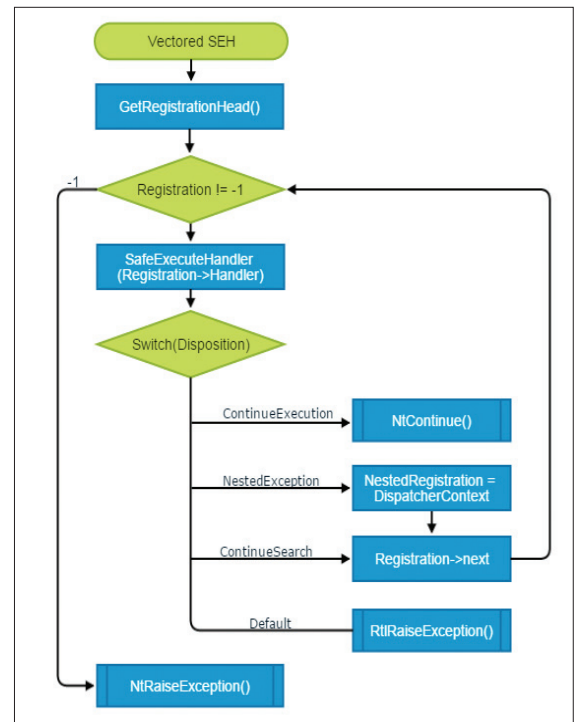 Vectored SEH
GetRegistrationHead()
-1
Registration != -1
SafeExecuteHandler
(Registration->Handler)
Switch(Disposition)
ContinueExecution
NtContinue()
NestedException
NestedRegistration =
DispatcherContext
ContinueSearch
Registration->next
Default
RtlRaiseException()
NtRaiseException()